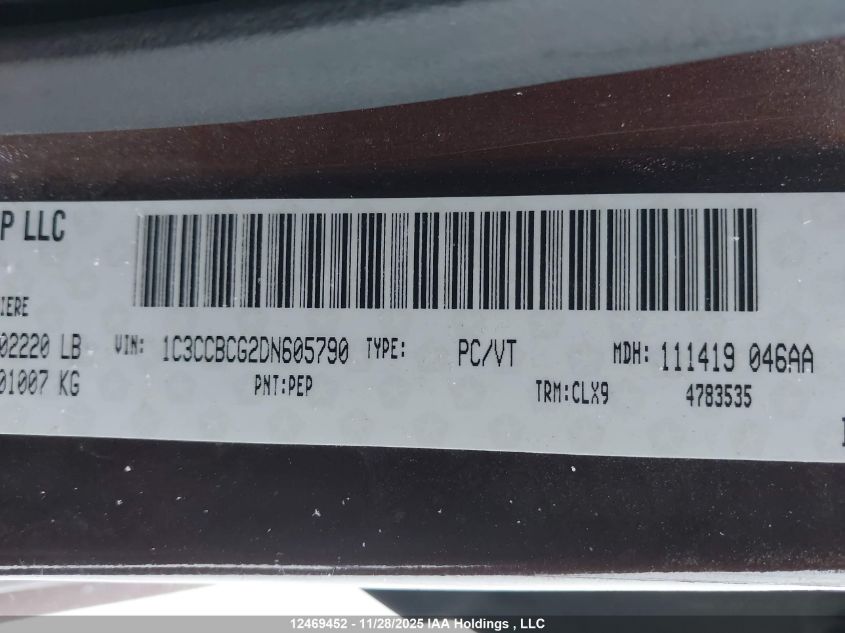 P LLC
IERE
02220 LB VIN: 1C3CCBCG2DN605790 TYPE: PC/VT MDH: 111419 046AA
01007 KG PNT:PEP TRM:CLX9 4783535
12469452 - 11/28/2025 IAA Holdings , LLC